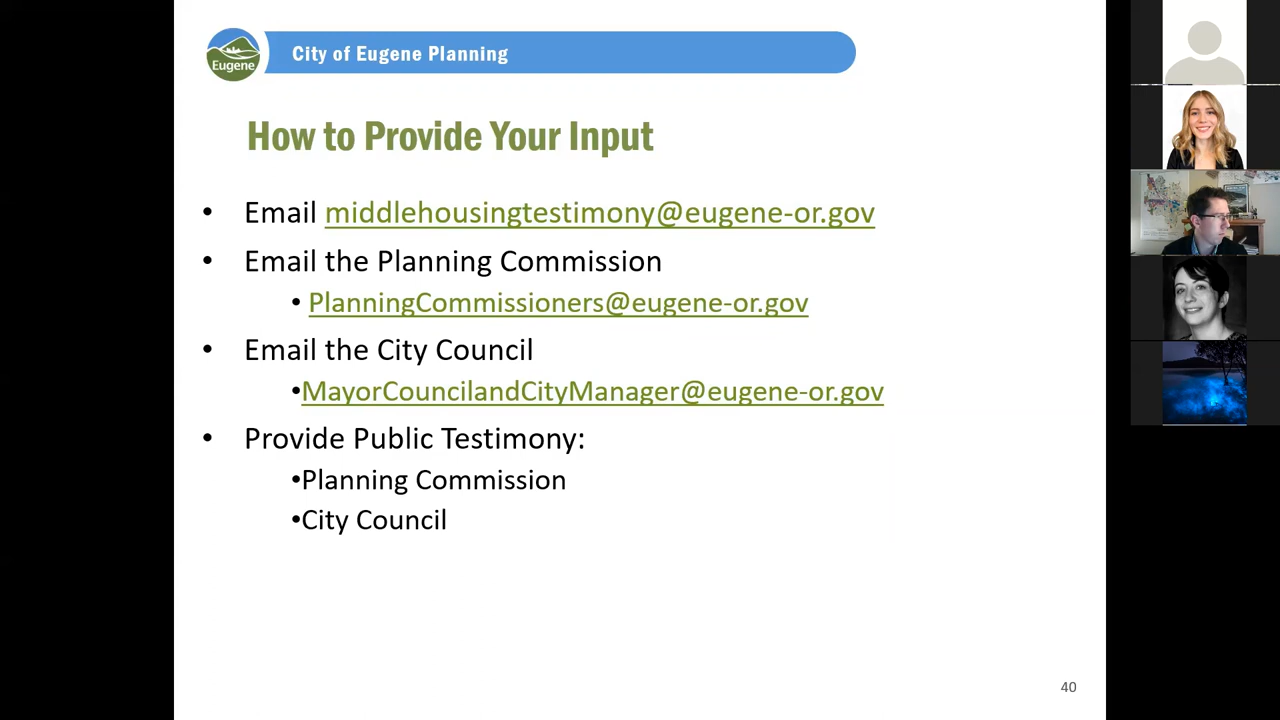 Eugene
City of Eugene Planning
How to Provide Your Input
• Email middlehousingtestimony@eugene-or.gov
• Email the Planning Commission
• PlanningCommissioners@eugene-or.gov
• Email the City Council
•MayorCouncilandCityManager@eugene-or.gov
• Provide Public Testimony:
•Planning Commission
•City Council
40